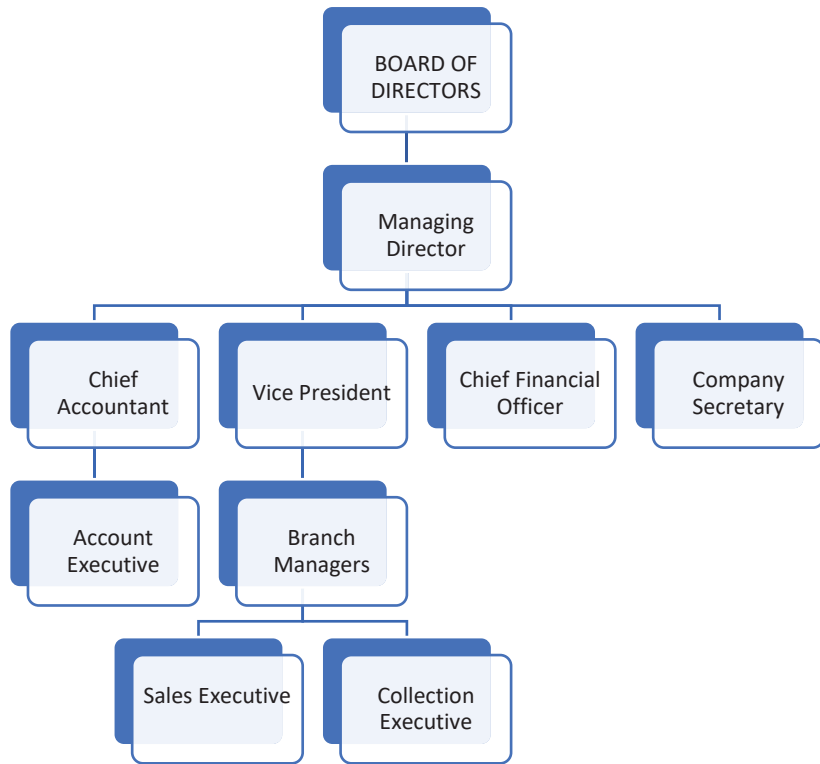 BOARD OF
DIRECTORS
Managing
Director
Chief
Accountant
Vice President
Chief Financial
Officer
Company
Secretary
Account
Executive
Branch
Managers
Sales Executive
Collection
Executive